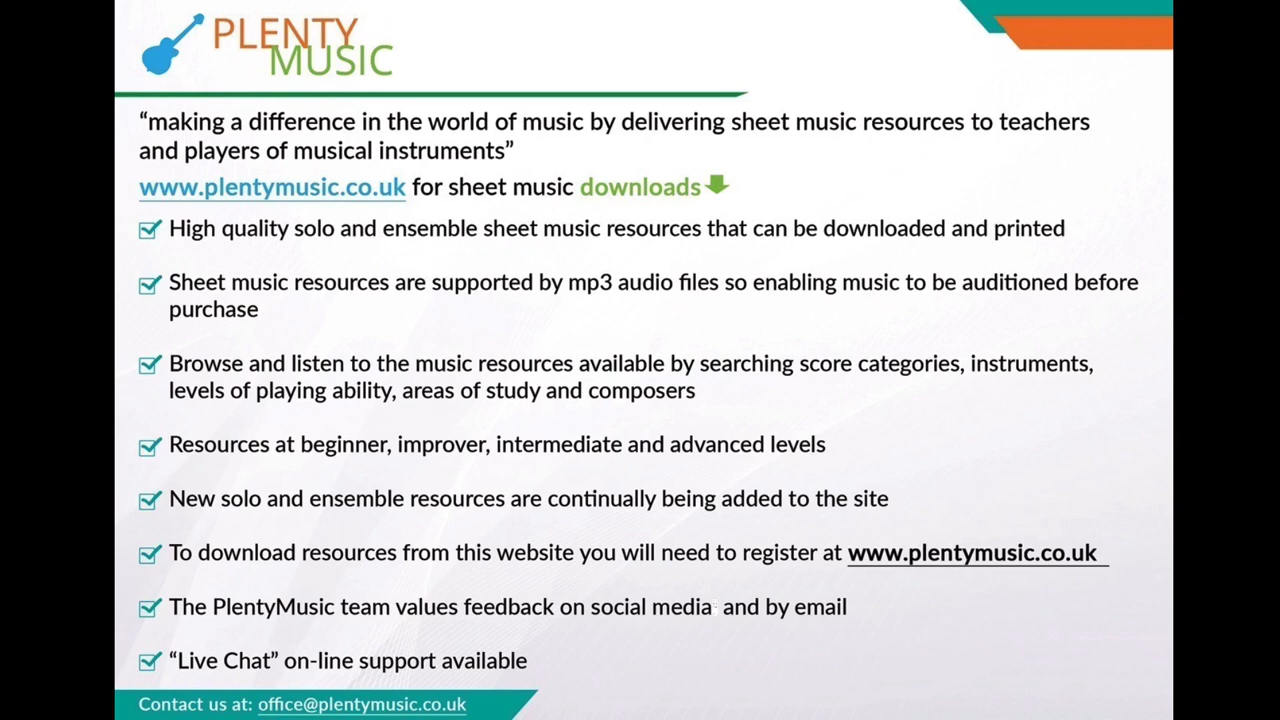 PLENTY
MUSIC
“making a difference in the world of music by delivering sheet music resources to teachers
and players of musical instruments”
www.plentymusic.co.uk for sheet music downloads
High quality solo and ensemble sheet music resources that can be downloaded and printed
Sheet music resources are supported by mp3 audio files so enabling music to be auditioned before
purchase
Browse and listen to the music resources available by searching score categories, instruments,
levels of playing ability, areas of study and composers
Resources at beginner, improver, intermediate and advanced levels
New solo and ensemble resources are continually being added to the site
To download resources from this website you will need to register at www.plentymusic.co.uk
The PlentyMusic team values feedback on social media and by email
“Live Chat” on-line support available
Contact us at: office@plentymusic.co.uk